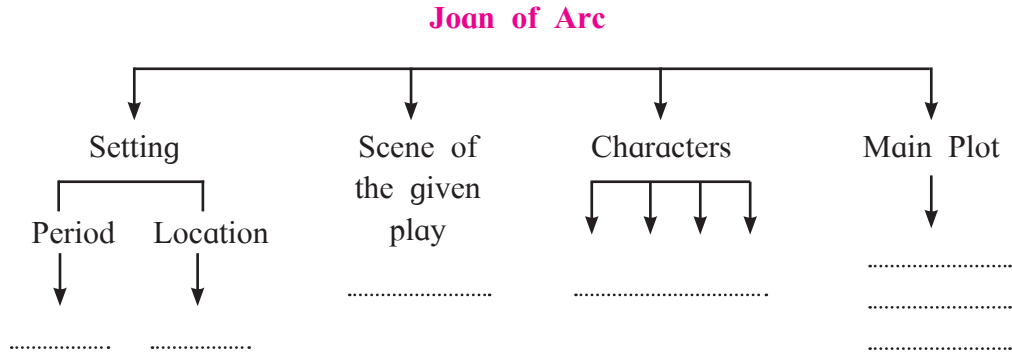 Joan of Arc
Setting
Scene of
the given
play
Characters
Main Plot
Period
Location